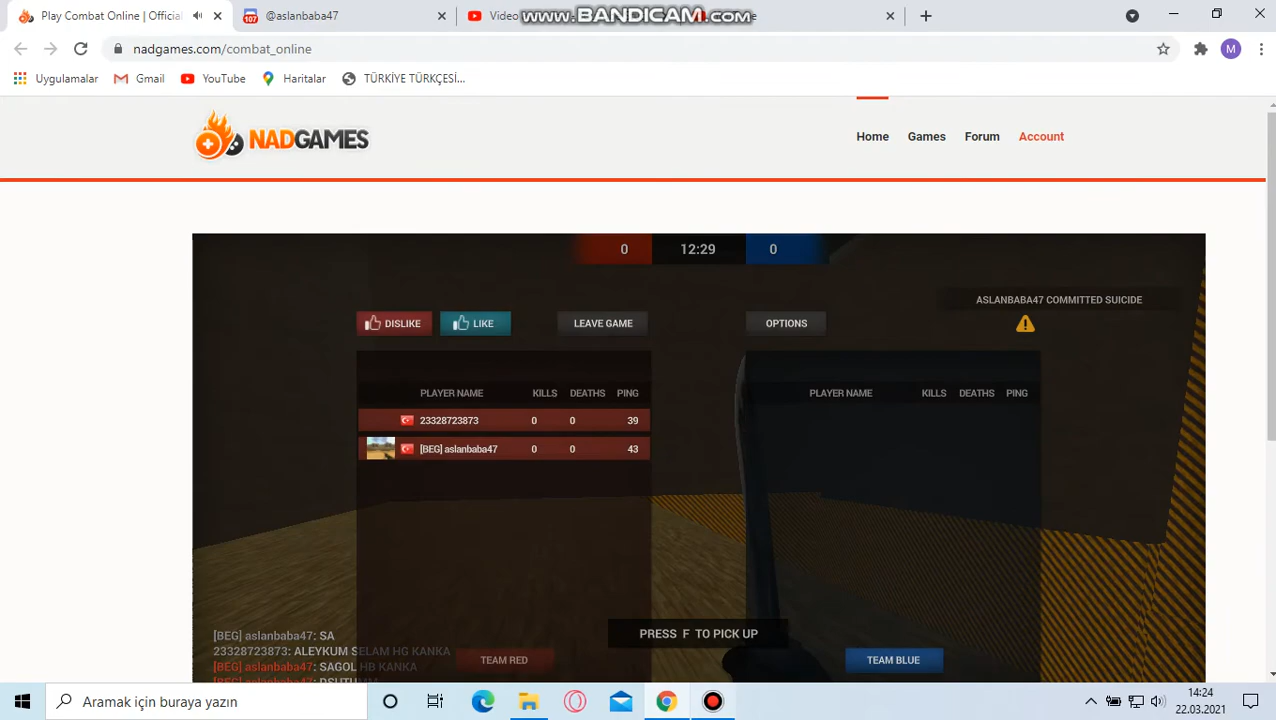 Play Combat Online | Official
107
@aslanbaba47
Video
www.BANDICAM.com
nadgames.com/combat_online
M
Uygulamalar
Gmail
YouTube
Haritalar
TÜRKİYE TÜRKÇESİ...
NADGAMES
Home
Games
Forum
Account
0
12:29
0
ASLANBABA47 COMMITTED SUICIDE
DISLIKE
LIKE
LEAVE GAME
OPTIONS
PLAYER NAME KILLS DEATHS PING
23328723873 0 0 39
[BEG] aslanbaba47 0 0 43
PLAYER NAME KILLS DEATHS PING
PRESS F TO PICK UP
[BEG] aslanbaba47: SA
23328723873: ALEYKUM SELAM HG KANKA
[BEG] aslanbaba47: SAGOL HB KANKA
[BEG] aslanbaba47:
TEAM RED
TEAM BLUE
Aramak için buraya yazın
14:24
22.03.2021